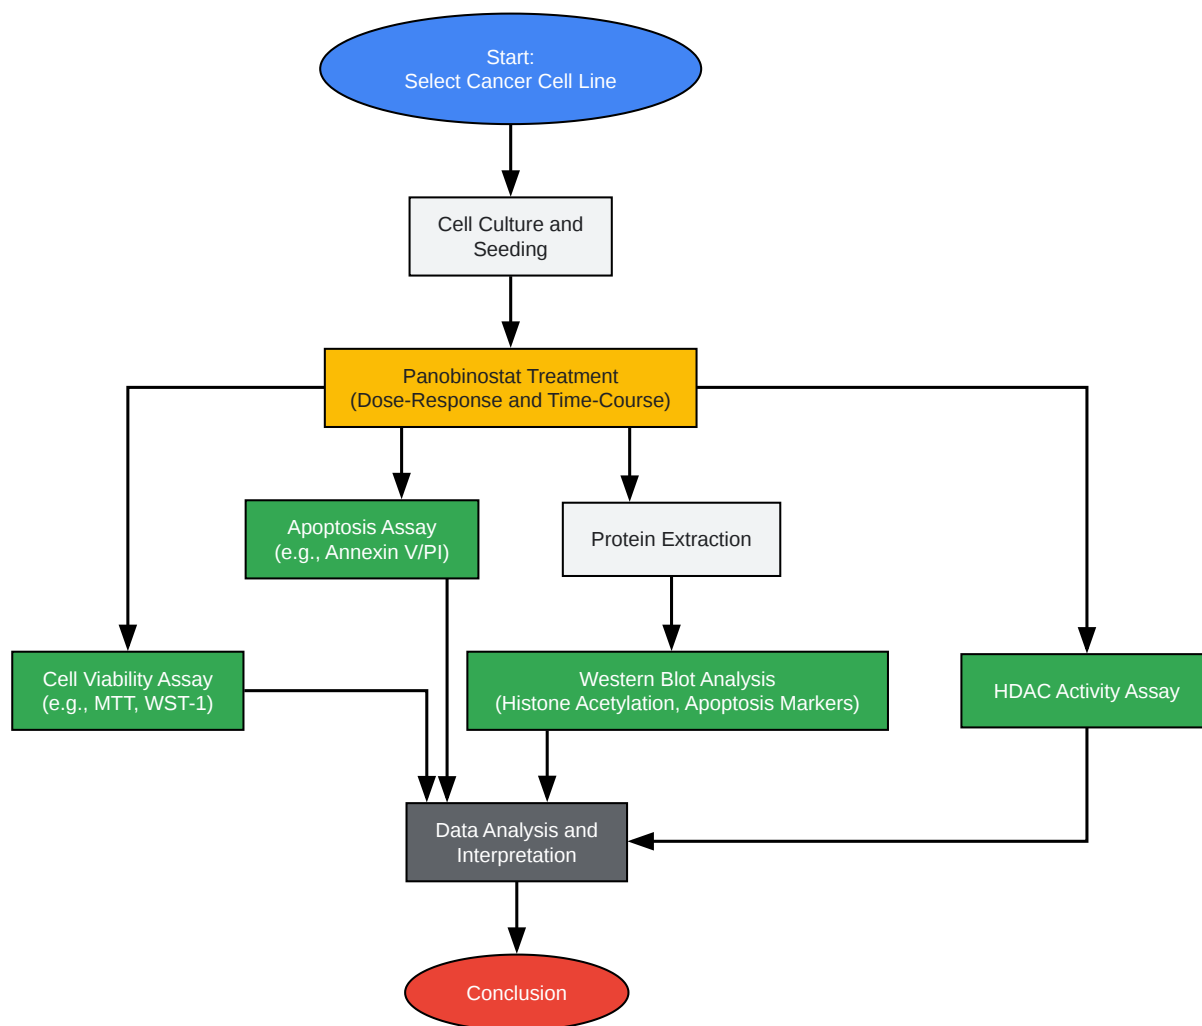 Start:
Select Cancer Cell Line
Cell Culture and
Seeding
Panobinostat Treatment
(Dose-Response and Time-Course)
Apoptosis Assay
(e.g., Annexin V/PI)
Protein Extraction
Cell Viability Assay
(e.g., MTT, WST-1)
Western Blot Analysis
(Histone Acetylation, Apoptosis Markers)
HDAC Activity Assay
Data Analysis and
Interpretation
Conclusion